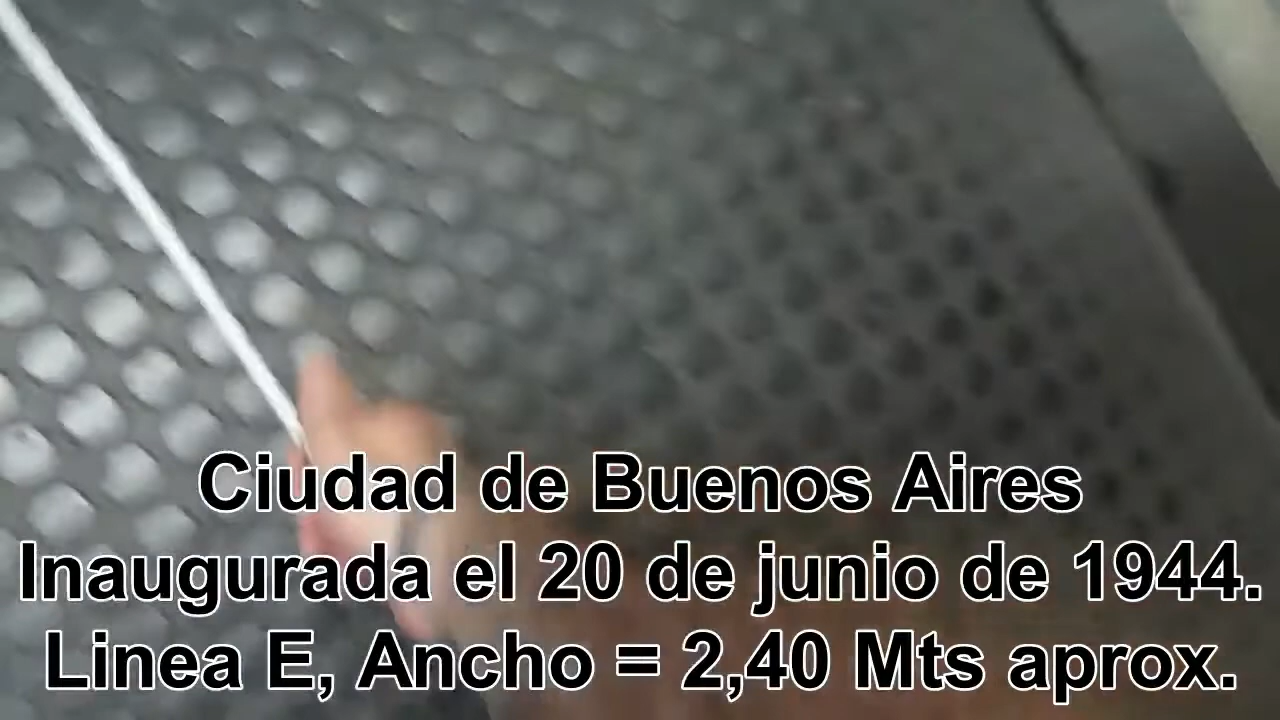 Ciudad de Buenos Aires
Inaugurada el 20 de junio de 1944.
Linea E, Ancho = 2,40 Mts aprox.